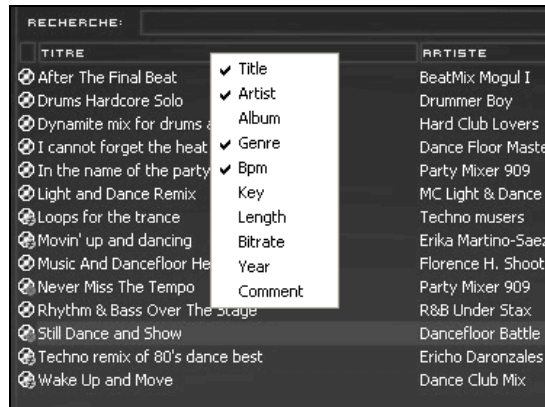 RECHERCHE:
TITRE ARTISTE
After The Final Beat BeatMix Mogul I
Drums Hardcore Solo Drummer Boy
Dynamite mix for drums Hard Club Lovers
I cannot forget the heat Dance Floor
In the name of the party Party Mixer 909
Light and Dance Remix MC Light & Dance
Loops for the trance Techno musers
Movin' up and dancing Erika
Music And Dancefloor Florence H. Shoot
Never Miss The Tempo Party Mixer 909
Rhythm & Bass Over The Stage R&B Under Stax
Still Dance and Show Dancefloor Battle
Techno remix of 80's dance best Ericho Daronzales
Wake Up and Move Dance Club Mix
Title
Artist
Album
Genre
Bpm
Key
Length
Bitrate
Year
Comment